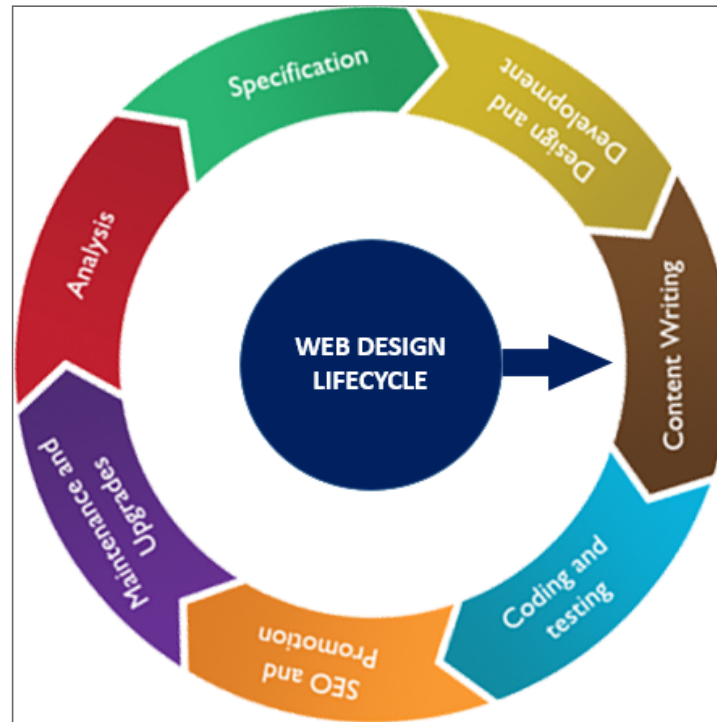 Specification
Design and
Development
Content Writing
Coding and
testing
SEO and
Promotion
Maintenance and
Upgrades
Analysis
WEB DESIGN
LIFECYCLE